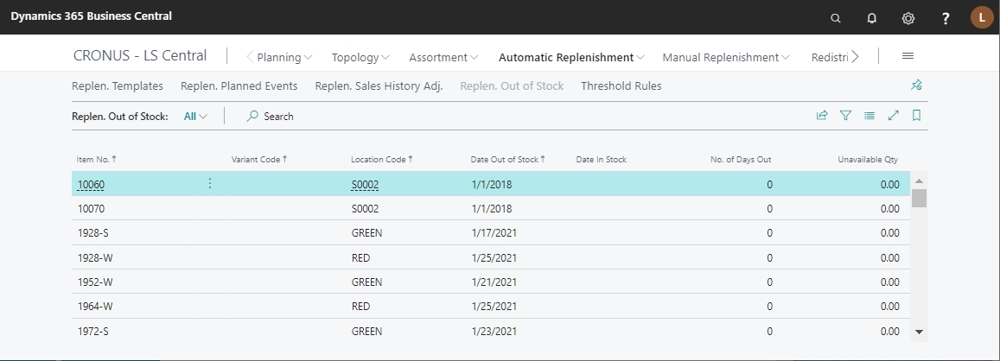 Dynamics 365 Business Central
? L
CRONUS - LS Central Planning Topology Assortment Automatic Replenishment Manual Replenishment Redistri
Replen. Templates Replen. Planned Events Replen. Sales History Adj. Replen. Out of Stock Threshold Rules
Replen. Out of Stock: All Search
Item No. ↑ Variant Code ↑ Location Code ↑ Date Out of Stock ↑ Date In Stock No. of Days Out Unavailable Qty
10060 S0002 1/1/2018 0 0.00
10070 S0002 1/1/2018 0 0.00
1928-S GREEN 1/17/2021 0 0.00
1928-W RED 1/25/2021 0 0.00
1952-W GREEN 1/21/2021 0 0.00
1964-W RED 1/25/2021 0 0.00
1972-S GREEN 1/23/2021 0 0.00